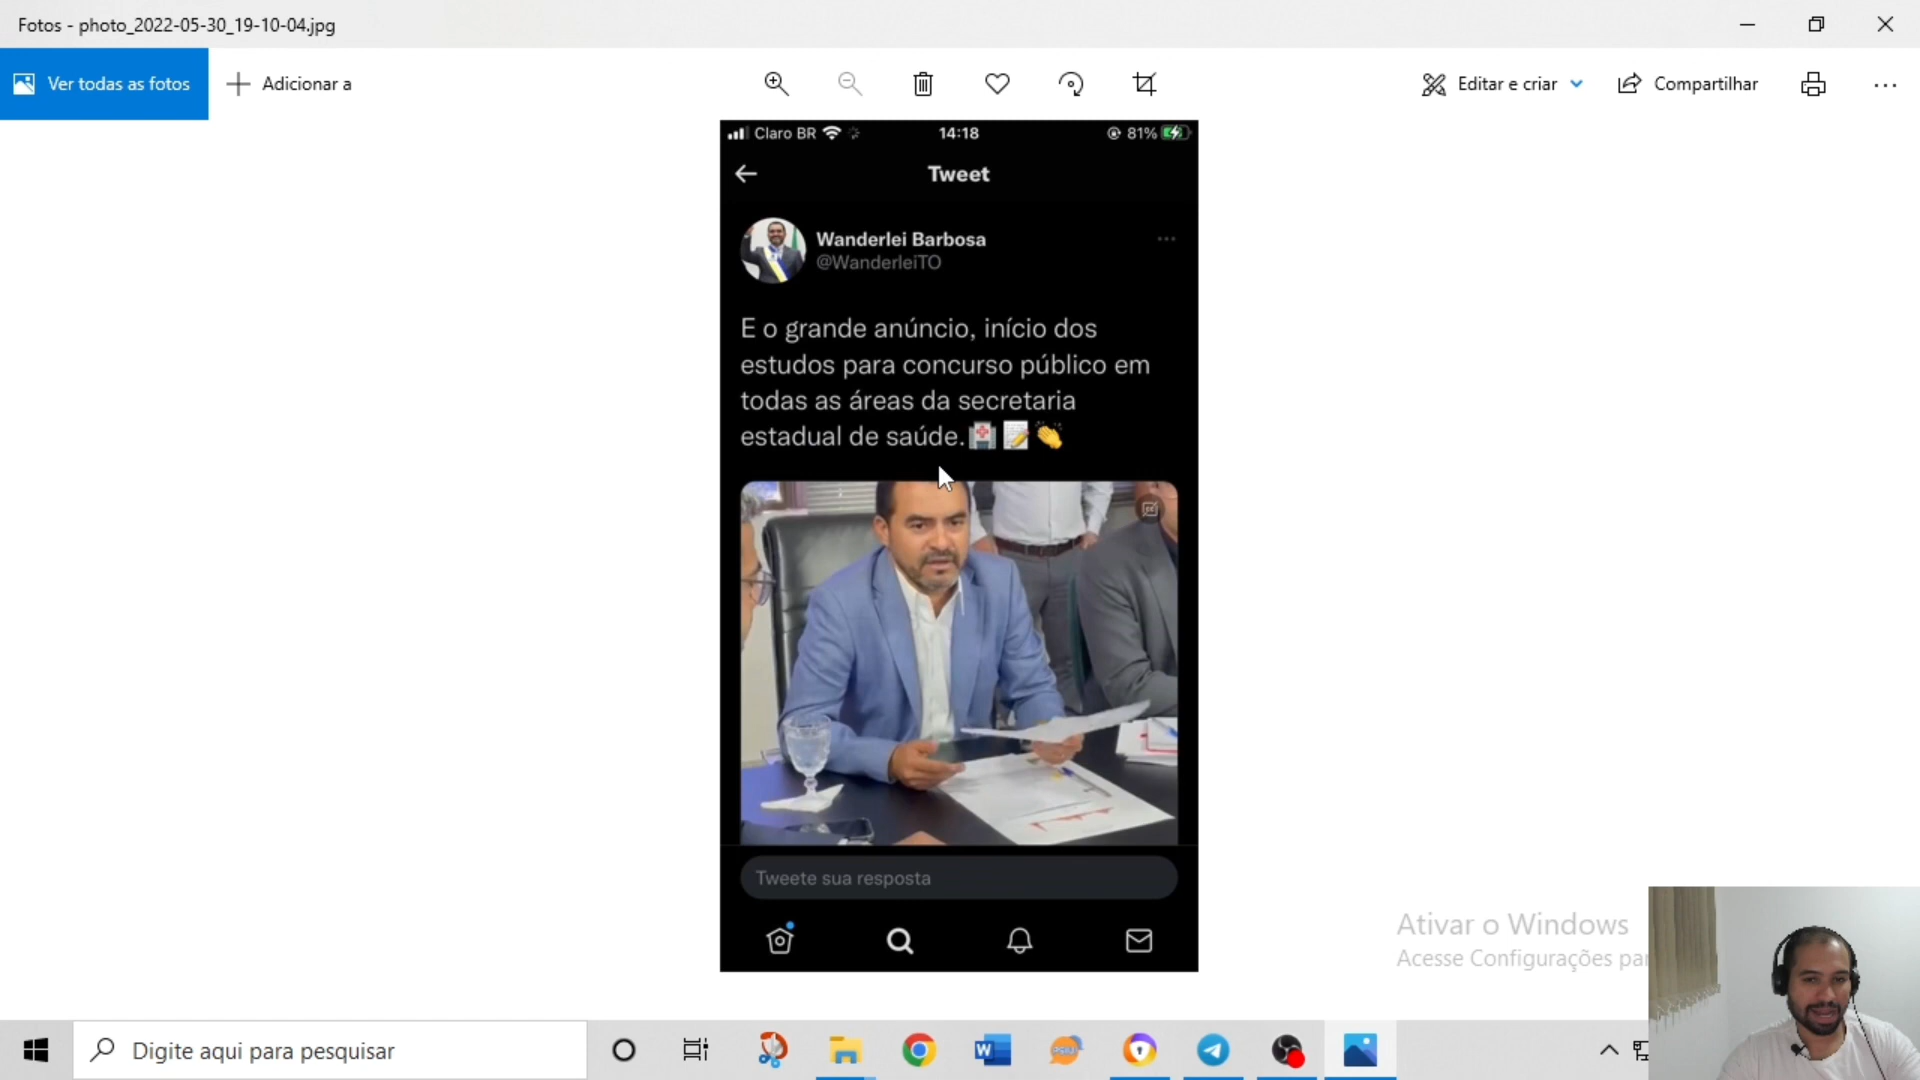 Fotos - photo_2022-05-30_19-10-04.jpg
Ver todas as fotos
Adicionar a
Editar e criar
Compartilhar
Claro BR
14:18
81%
Tweet
Wanderlei Barbosa
@WanderleiTO
E o grande anúncio, início dos
estudos para concurso público em
todas as áreas da secretaria
estadual de saúde.
Tweete sua resposta
Ativar o Windows
Acesse Configurações par
Digite aqui para pesquisar